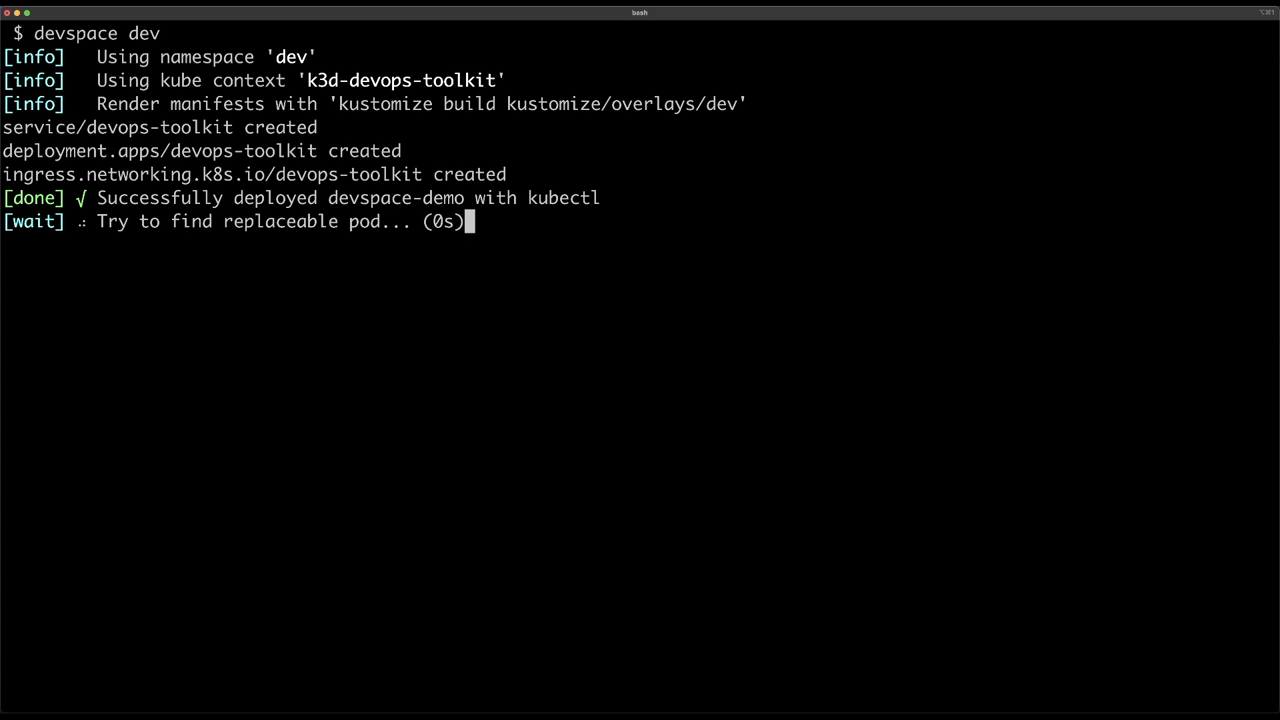 bash
⌥⌘1
$ devspace dev
[info]   Using namespace 'dev'
[info]   Using kube context 'k3d-devops-toolkit'
[info]   Render manifests with 'kustomize build kustomize/overlays/dev'
service/devops-toolkit created
deployment.apps/devops-toolkit created
ingress.networking.k8s.io/devops-toolkit created
[done] √ Successfully deployed devspace-demo with kubectl
[wait] ⠴ Try to find replaceable pod... (0s)